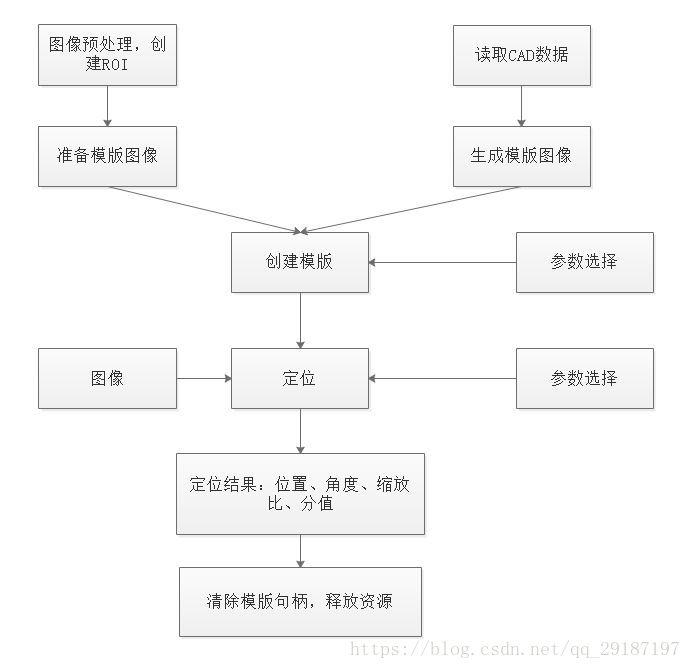 图像预处理，创
建ROI
读取CAD数据
准备模版图像
生成模版图像
创建模版
参数选择
图像
定位
参数选择
定位结果：位置、角度、缩放
比、分值
清除模版句柄，释放资源
https://blog.csdn.net/qq_29187197